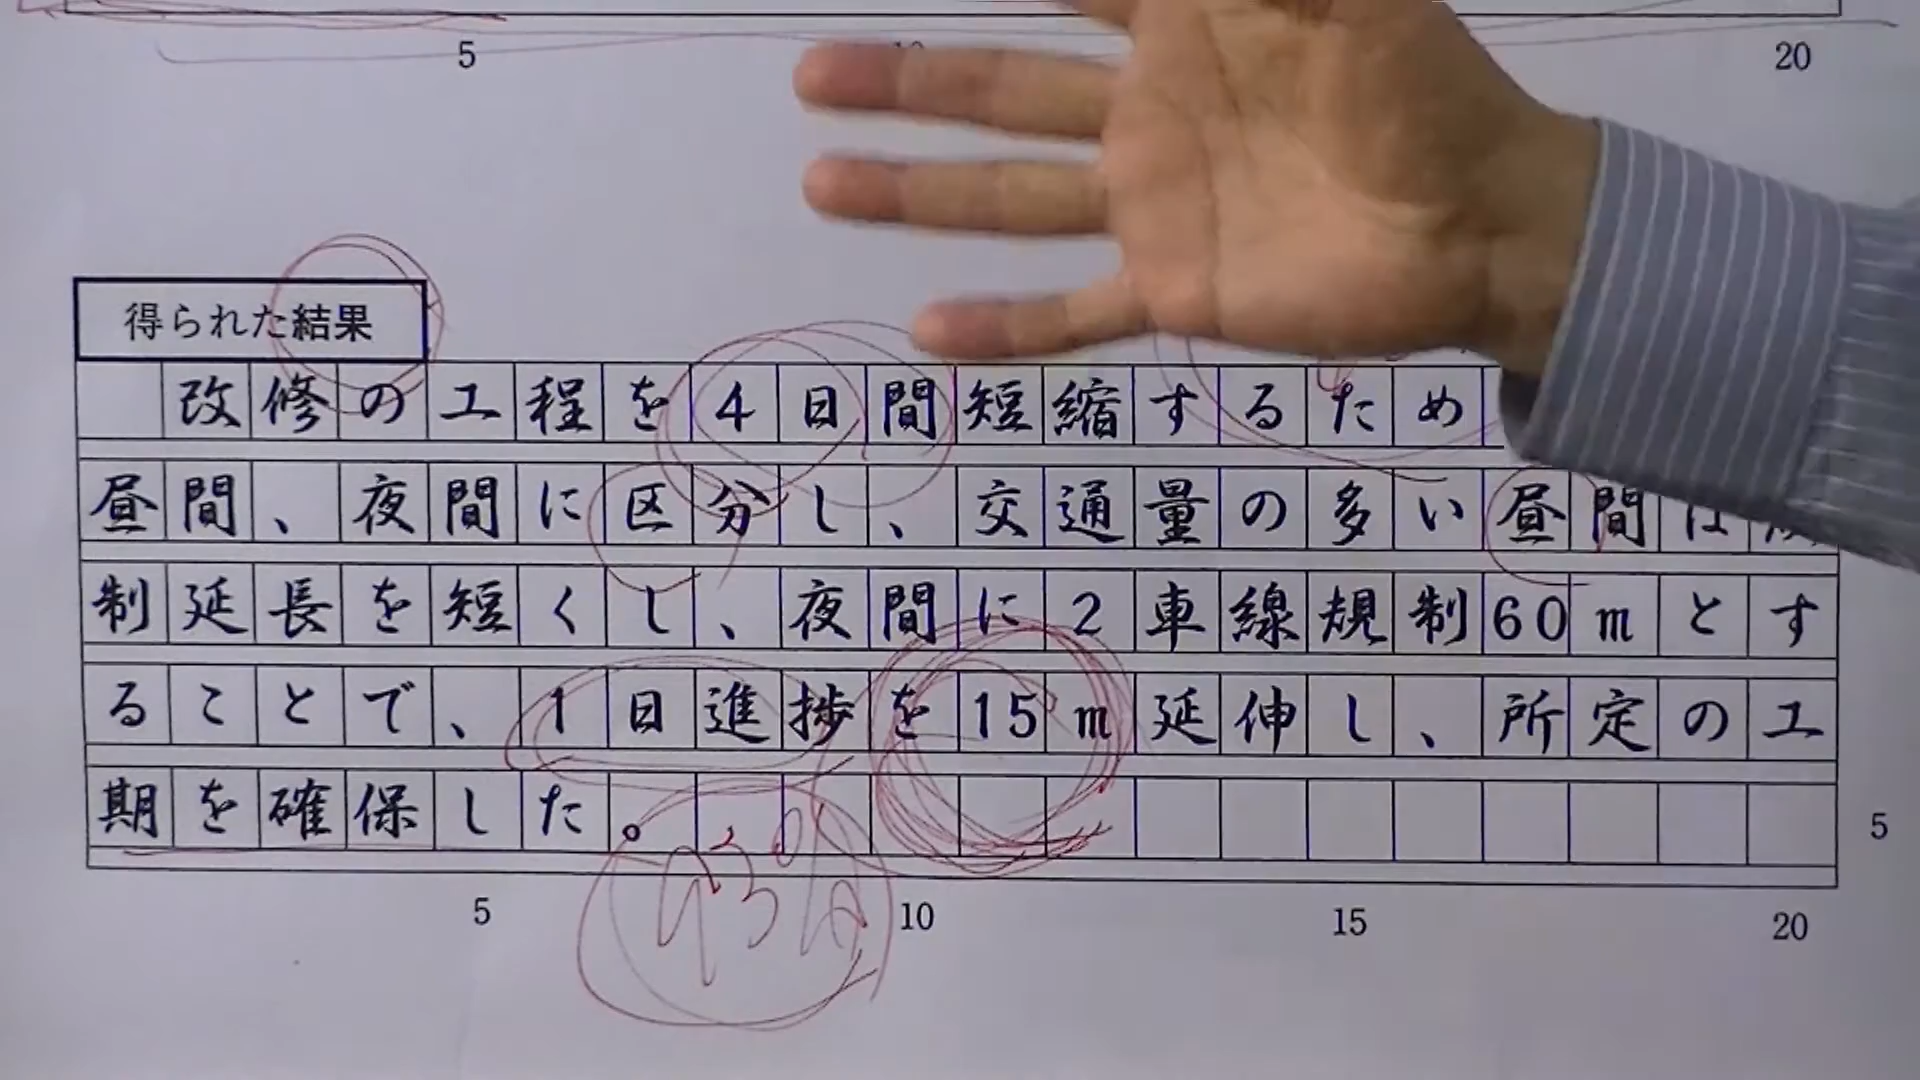 5 20
得られた結果
改修の工程を4日間短縮するため
昼間、夜間に区分し、交通量の多い昼間は
制延長を短くし、夜間に2車線規制60mとす
ることで、1日進捗を15m延伸し、所定の工
期を確保した。
5
5 10 15 20